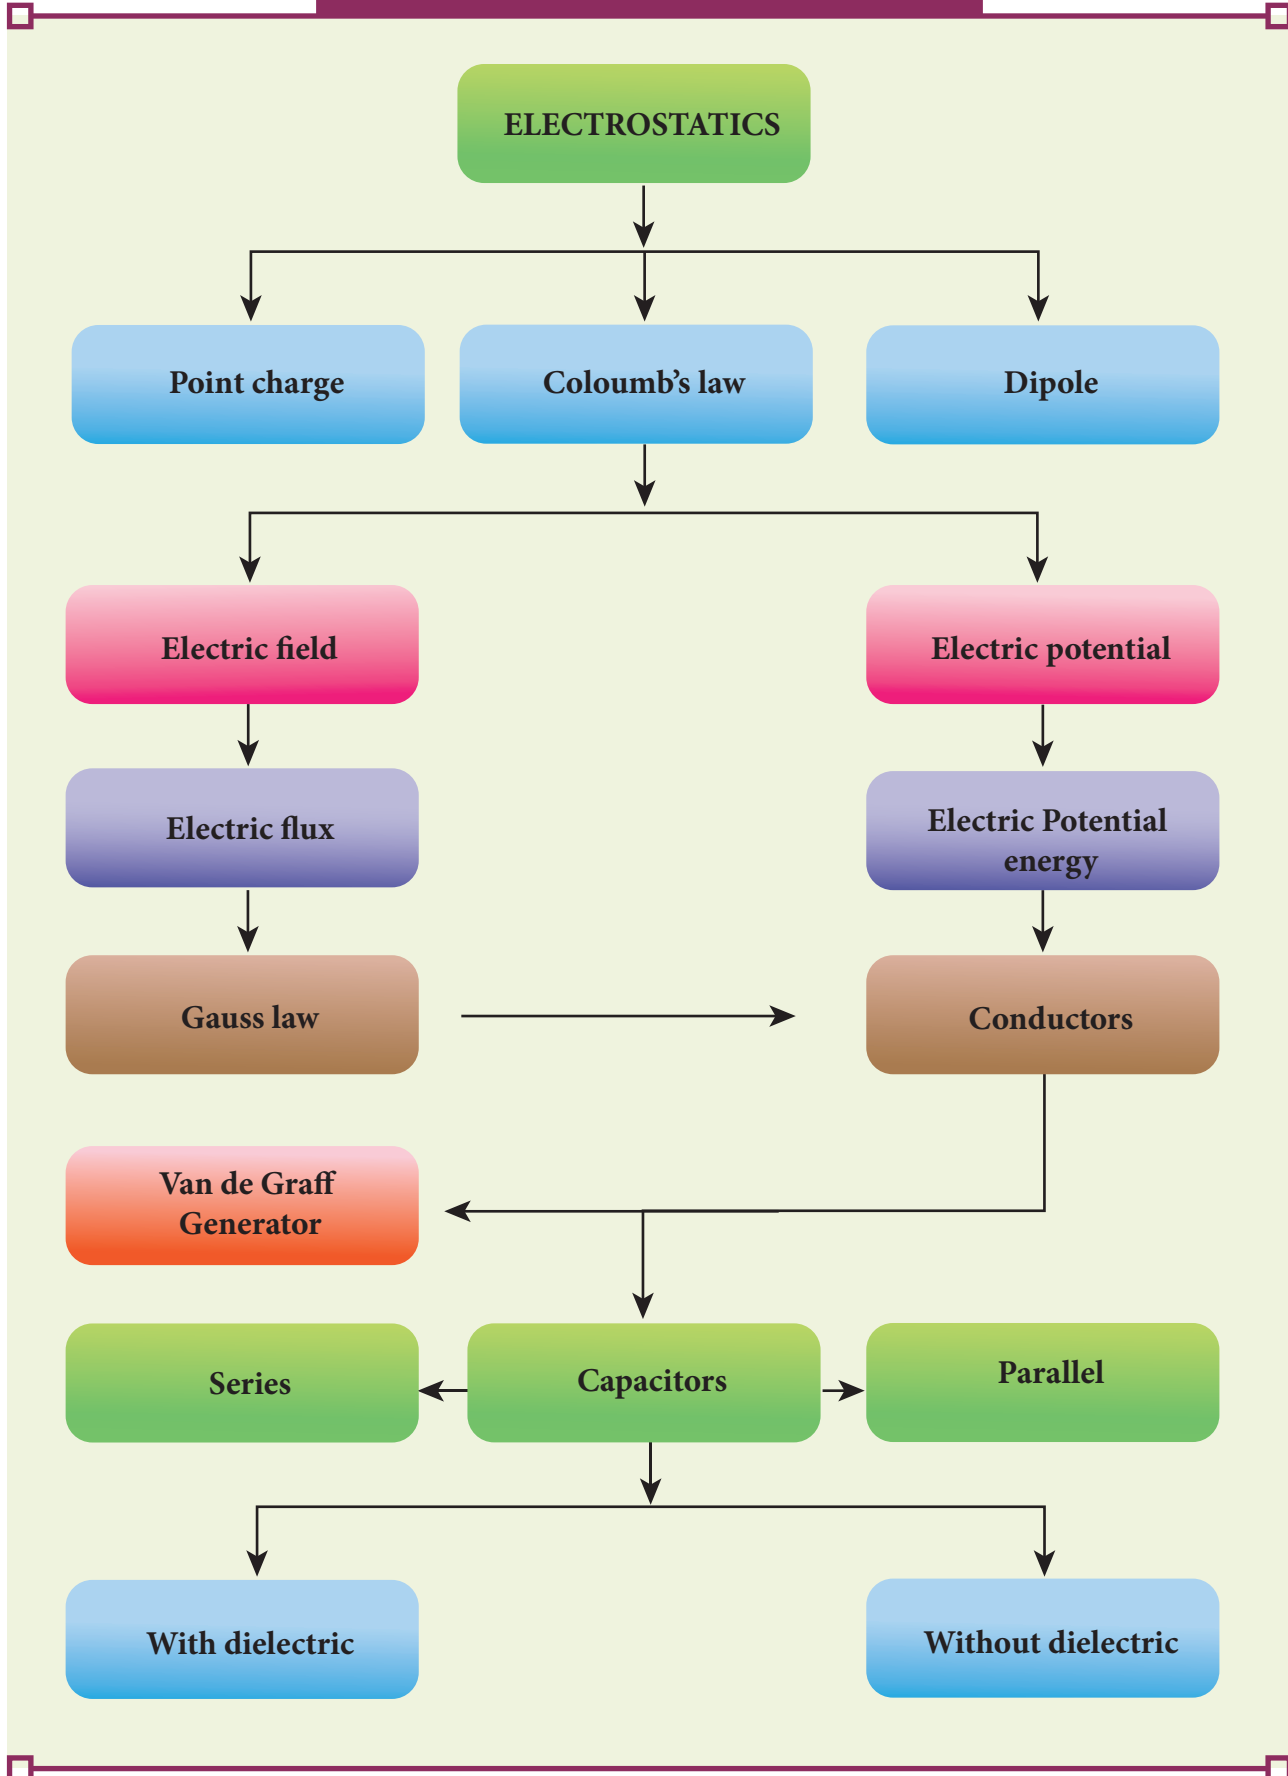 ELECTROSTATICS
Point charge
Coloumb’s law
Dipole
Electric field
Electric potential
Electric flux
Electric Potential
energy
Gauss law
Conductors
Van de Graff
Generator
Series
Capacitors
Parallel
With dielectric
Without dielectric